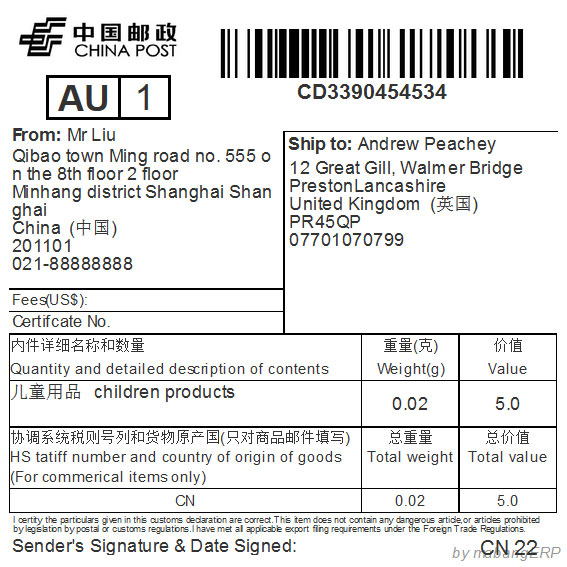 中国邮政
CHINA POST
CD3390454534
AU 1
From: Mr Liu
Qibao town Ming road no. 555 o
n the 8th floor 2 floor
Minhang district Shanghai Shan
ghai
China (中国)
201101
021-88888888
Ship to: Andrew Peachey
12 Great Gill, Walmer Bridge
PrestonLancashire
United Kingdom (英国)
PR45QP
07701070799
Fees(US$):
Certifcate No.
内件详细名称和数量 重量(克) 价值
Quantity and detailed description of contents Weight(g) Value
儿童用品 children products 0.02 5.0
协调系统税则号列和货物原产国(只对商品邮件填写) 总重量 总价值
HS tatiff number and country of origin of goods Total weight Total value
(For commerical items only)
CN 0.02 5.0
I certity the particulars given in this customs declaration are correct.This item does not contain any dangerous article,or articles prohibited
by legislation by postal or customs regulations.I have met all applicable export filing requirements under the Foreign Trade Regulations.
Sender's Signature & Date Signed: CN 22
by mabangERP